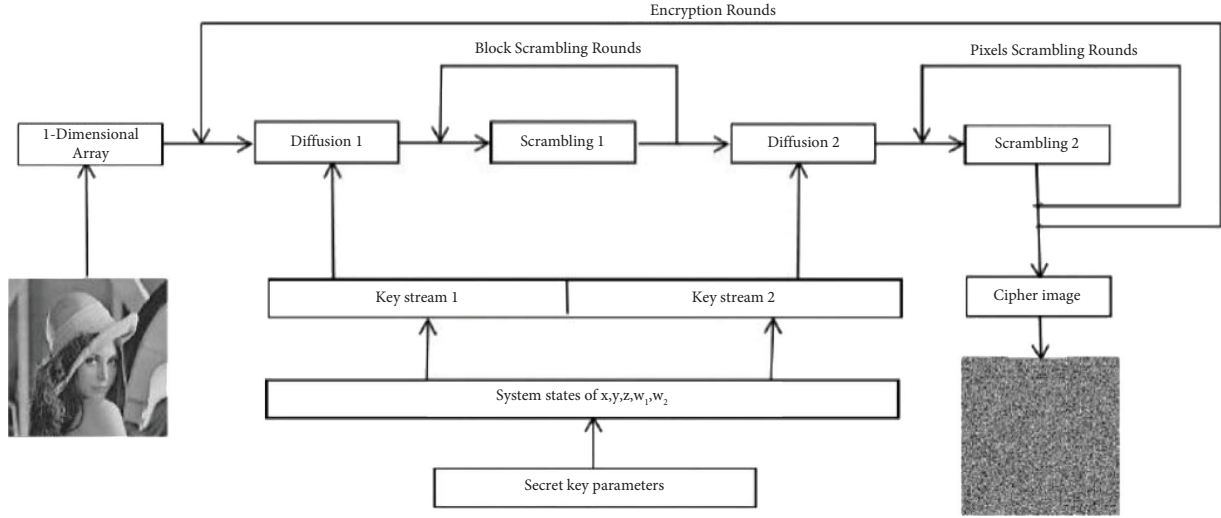 Encryption Rounds
Block Scrambling Rounds
Pixels Scrambling Rounds
1-Dimensional
Array
Diffusion 1
Scrambling 1
Diffusion 2
Scrambling 2
Key stream 1
Key stream 2
Cipher image
System states of x,y,z,w₁,w₂
Secret key parameters